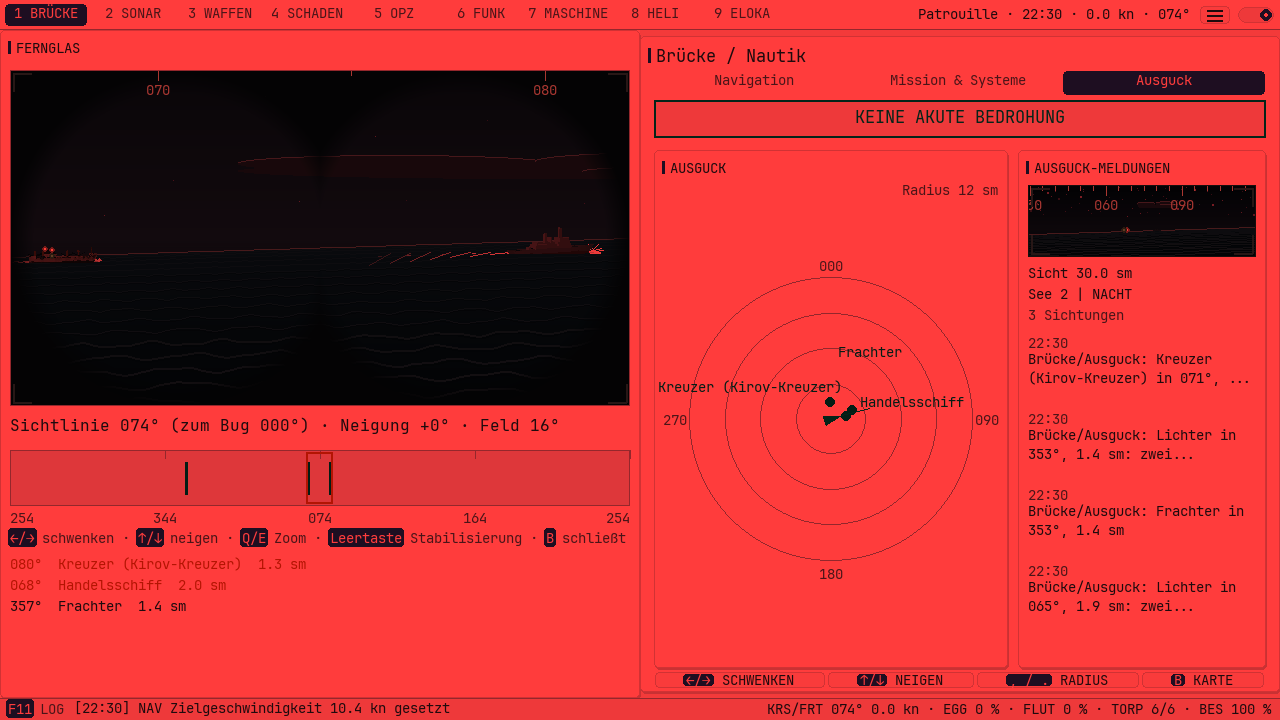 1 BRÜCKE 2 SONAR 3 WAFFEN 4 SCHADEN 5 OPZ 6 FUNK 7 MASCHINE 8 HELI 9 ELOKA Patrouille · 22:30 · 0.0 kn · 074°
FERNGLAS
070 080
Sichtlinie 074° (zum Bug 000°) · Neigung +0° · Feld 16°
254 344 074 164 254
←/→ schwenken · ↑/↓ neigen · Q/E Zoom · Leertaste Stabilisierung · B schließt
080° Kreuzer (Kirov-Kreuzer) 1.3 sm
068° Handelsschiff 2.0 sm
357° Frachter 1.4 sm
Brücke / Nautik
Navigation Mission & Systeme Ausguck
KEINE AKUTE BEDROHUNG
AUSGUCK
Radius 12 sm
000
Frachter
Kreuzer (Kirov-Kreuzer)
Handelsschiff
270 090
180
AUSGUCK-MELDUNGEN
060 090
Sicht 30.0 sm
See 2 | NACHT
3 Sichtungen
22:30
Brücke/Ausguck: Kreuzer
(Kirov-Kreuzer) in 071°, ...
22:30
Brücke/Ausguck: Lichter in
353°, 1.4 sm: zwei...
22:30
Brücke/Ausguck: Frachter in
353°, 1.4 sm
22:30
Brücke/Ausguck: Lichter in
065°, 1.9 sm: zwei...
←/→ SCHWENKEN ↑/↓ NEIGEN , / . RADIUS B KARTE
F11 LOG [22:30] NAV Zielgeschwindigkeit 10.4 kn gesetzt KRS/FRT 074° 0.0 kn · EGG 0 % · FLUT 0 % · TORP 6/6 · BES 100 %